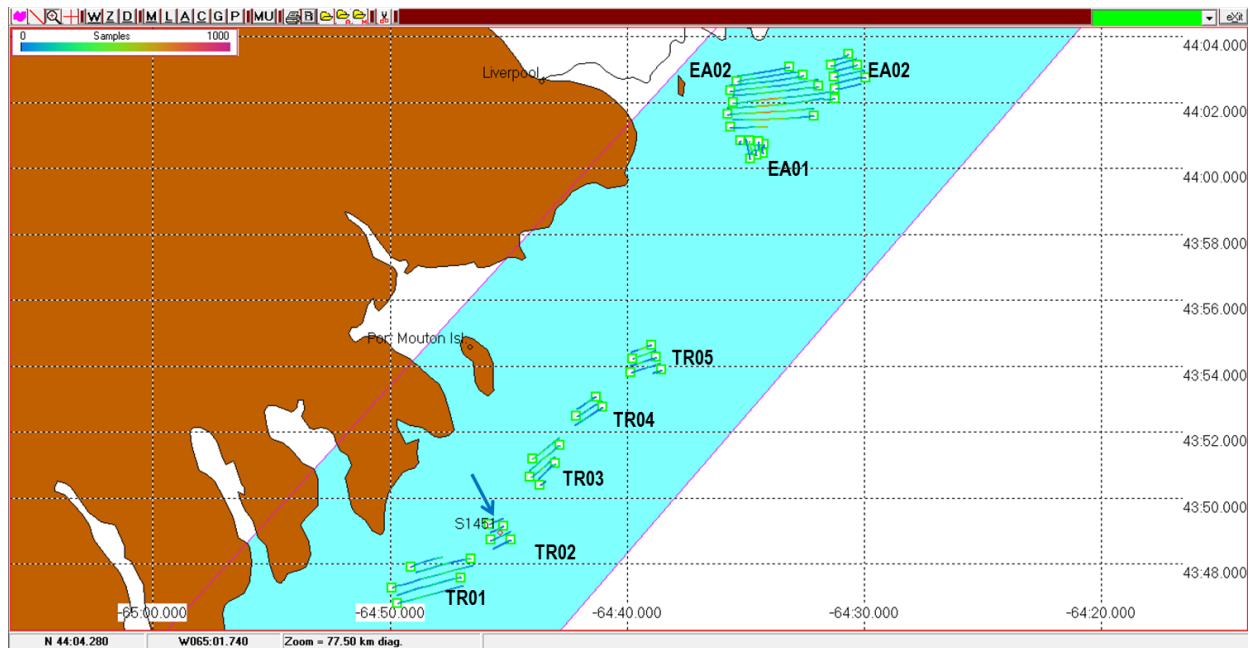 W Z D M L A C G P MU eXit
0 Samples 1000
44:04.000
Liverpool
EA02
EA02
44:02.000
EA01
44:00.000
43:58.000
43:56.000
Port Mouton Isl.
TR05
43:54.000
TR04
43:52.000
TR03
43:50.000
S1451
TR02
43:48.000
TR01
-65:00.000 -64:50.000 -64:40.000 -64:30.000 -64:20.000
N 44:04.280 W065:01.740 Zoom = 77.50 km diag.